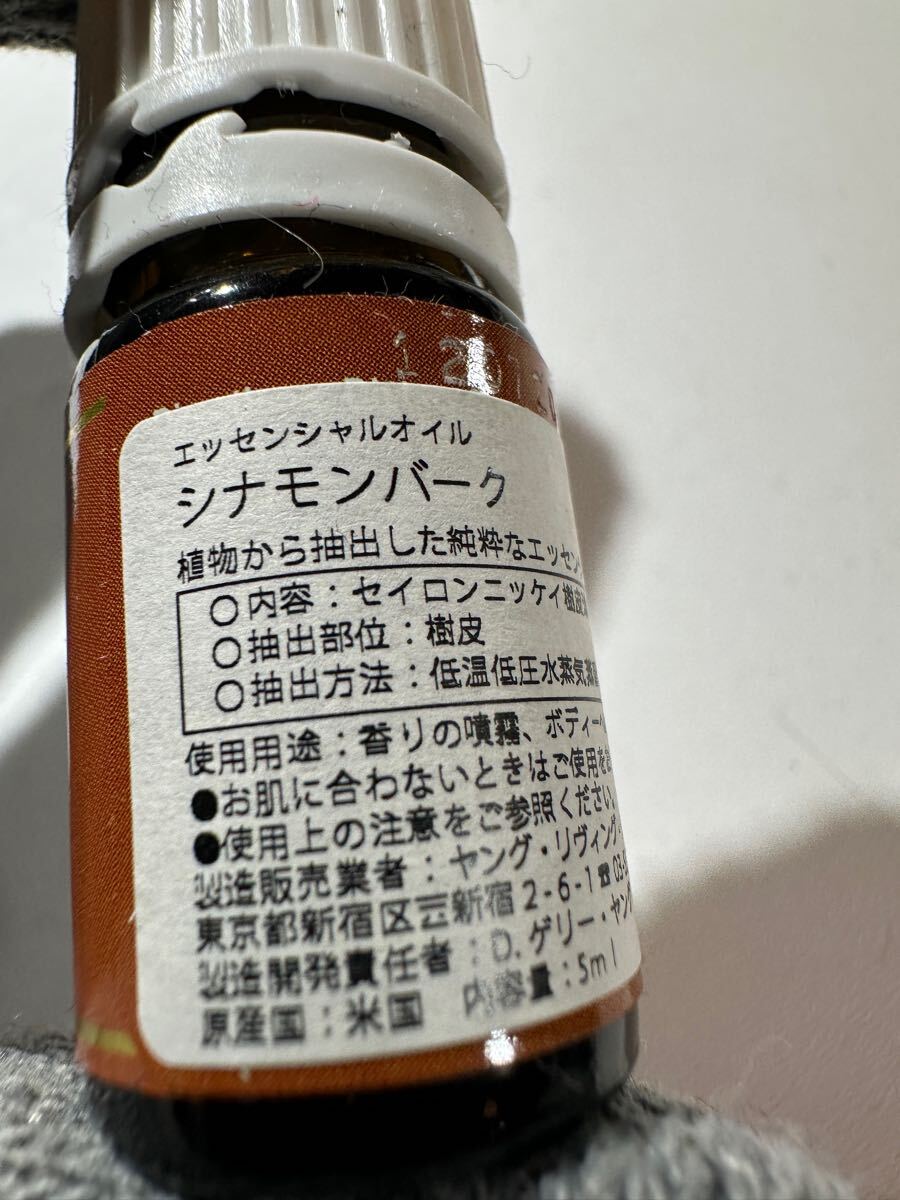 エッセンシャルオイル
シナモンバーク
植物から抽出した純粋なエッセン
○内容：セイロンニッケイ樹皮
○抽出部位：樹皮
○抽出方法：低温低圧水蒸気蒸
使用用途：香りの噴霧、ボディー
●お肌に合わないときはご使用を
●使用上の注意をご参照ください。
製造販売業者：ヤング・リヴィング・
東京都新宿区西新宿2-6-1☎03-
製造開発責任者：D.ゲリー・ヤング
原産国：米国 内容量：5ml